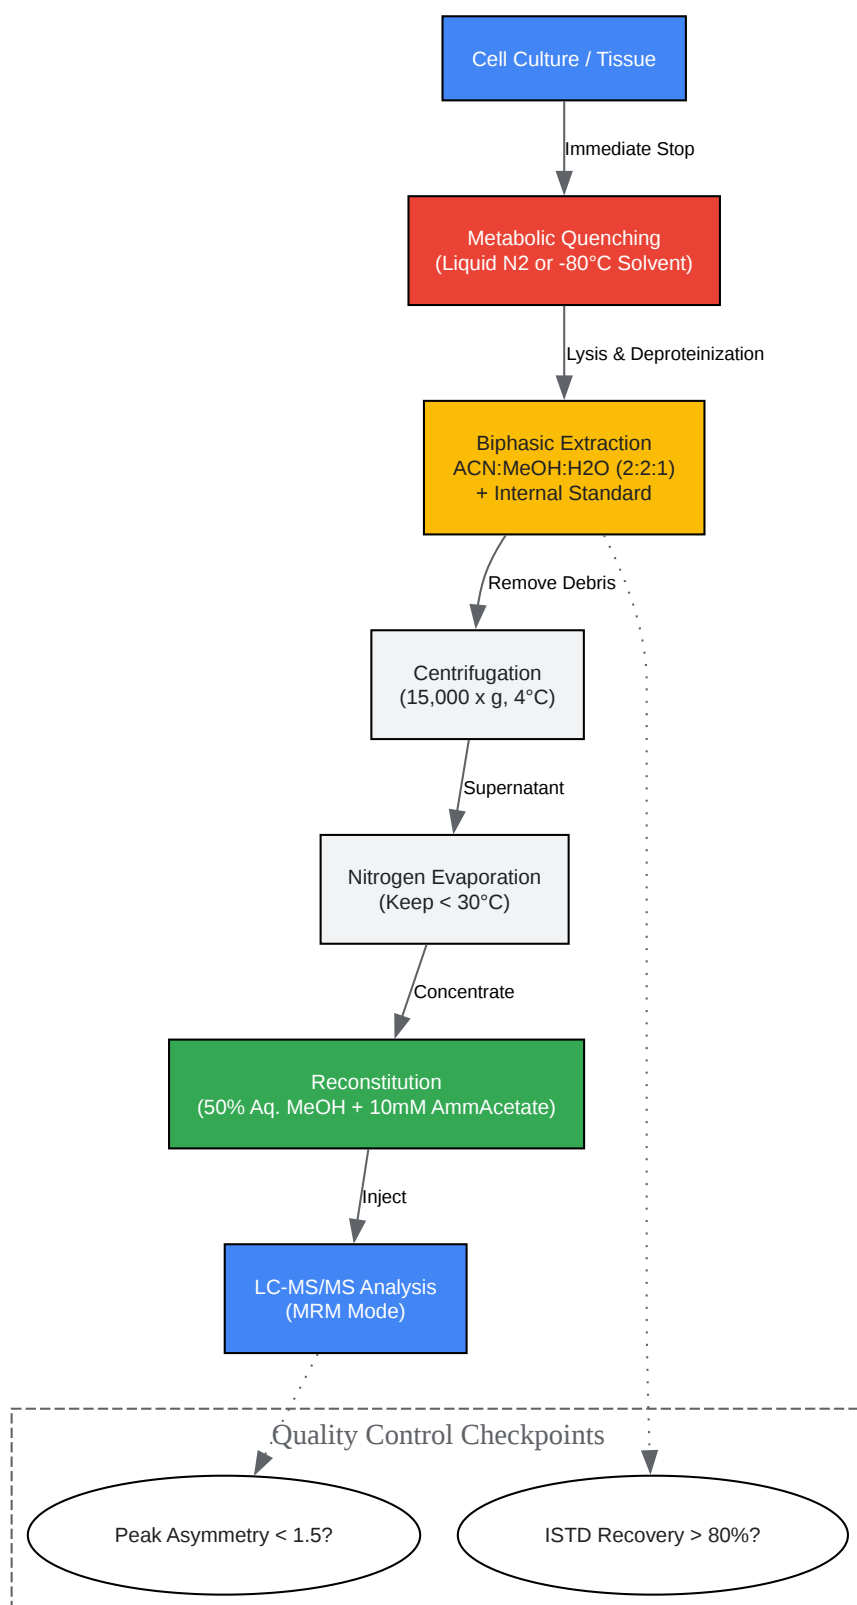 Cell Culture / Tissue
Immediate Stop
Metabolic Quenching
(Liquid N2 or -80°C Solvent)
Lysis & Deproteinization
Biphasic Extraction
ACN:MeOH:H2O (2:2:1)
+ Internal Standard
Remove Debris
Centrifugation
(15,000 x g, 4°C)
Supernatant
Nitrogen Evaporation
(Keep < 30°C)
Concentrate
Reconstitution
(50% Aq. MeOH + 10mM AmmAcetate)
Inject
LC-MS/MS Analysis
(MRM Mode)
Quality Control Checkpoints
Peak Asymmetry < 1.5?
ISTD Recovery > 80%?